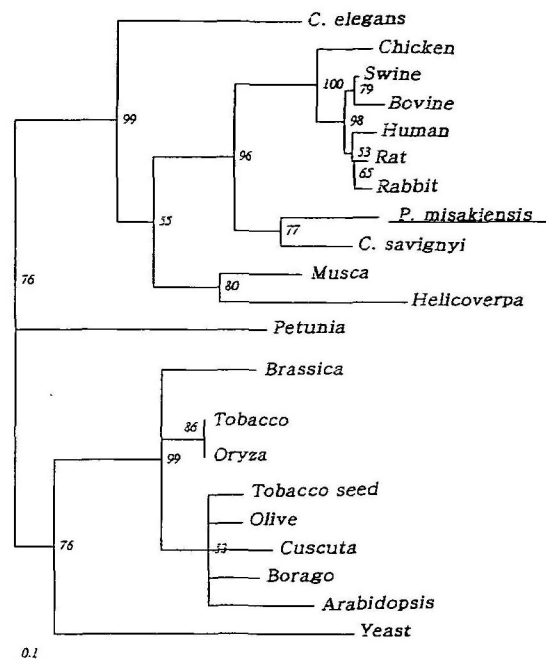 C. elegans
Chicken
100
Swine
79
Bovine
99
98
Human
53
Rat
96
65
Rabbit
P. misakiensis
55
77
C. savignyi
Musca
76
80
Helicoverpa
Petunia
Brassica
86
Tobacco
Oryza
99
Tobacco seed
Olive
76
53
Cuscuta
Borago
Arabidopsis
Yeast
0.1